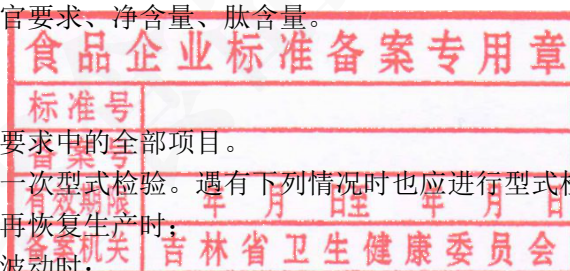 官要求、净含量、肽含量。
食品企业标准备案专用章
标准号
要求中的全部项目。
备案号
一次型式检验。遇有下列情况时也应进行型式检
有效期限 年 月 日至 年 月 日
再恢复生产时；
备案机关 吉林省卫生健康委员会
波动时；